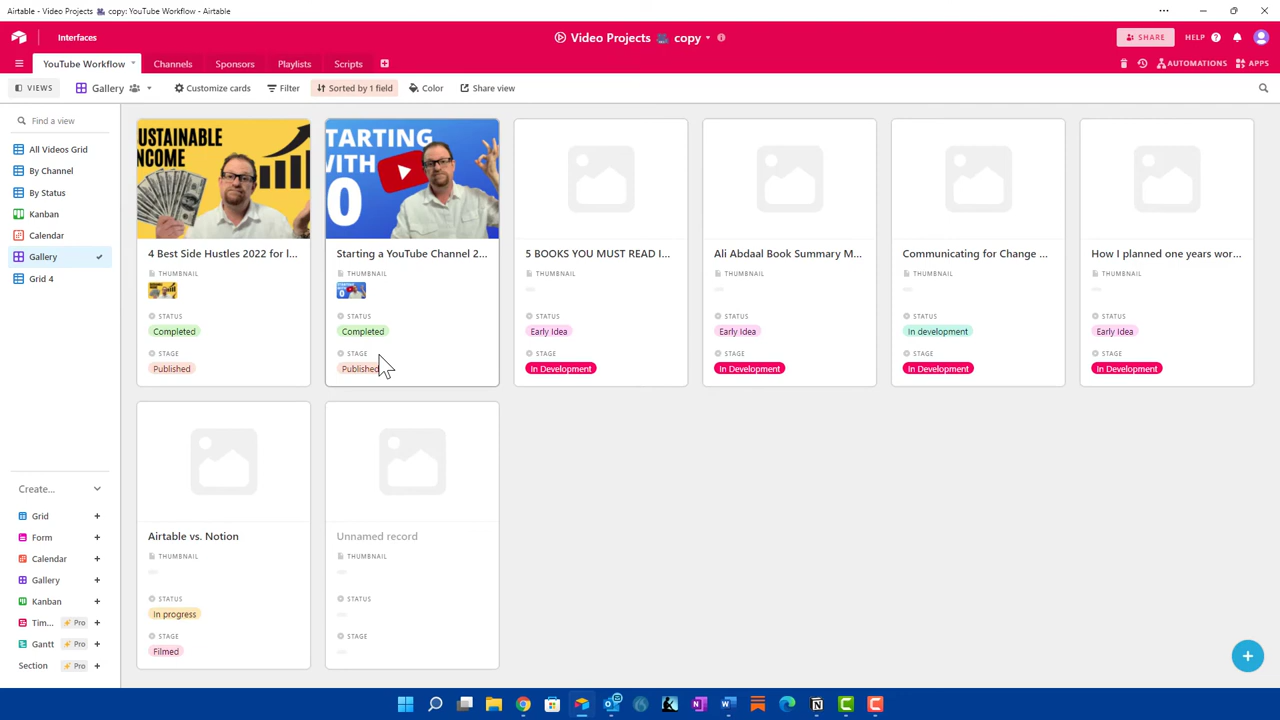 Airtable - Video Projects 🎥 copy: YouTube Workflow - Airtable
Interfaces
Video Projects 🎥 copy
SHARE
HELP
YouTube Workflow
Channels
Sponsors
Playlists
Scripts
AUTOMATIONS
APPS
VIEWS
Gallery
Customize cards
Filter
Sorted by 1 field
Color
Share view
Find a view
All Videos Grid
By Channel
By Status
Kanban
Calendar
Gallery
Grid 4
Create...
Grid
Form
Calendar
Gallery
Kanban
Tim...
Pro
Gantt
Pro
Section
Pro
USTAINABLE
INCOME
4 Best Side Hustles 2022 for l...
THUMBNAIL
STATUS
Completed
STAGE
Published
TARTING
WITH
0
Starting a YouTube Channel 2...
THUMBNAIL
STATUS
Completed
STAGE
Published
5 BOOKS YOU MUST READ I...
THUMBNAIL
STATUS
Early Idea
STAGE
In Development
Ali Abdaal Book Summary M...
THUMBNAIL
STATUS
Early Idea
STAGE
In Development
Communicating for Change ...
THUMBNAIL
STATUS
In development
STAGE
In Development
How I planned one years wor...
THUMBNAIL
STATUS
Early Idea
STAGE
In Development
Airtable vs. Notion
THUMBNAIL
STATUS
In progress
STAGE
Filmed
Unnamed record
THUMBNAIL
STATUS
STAGE